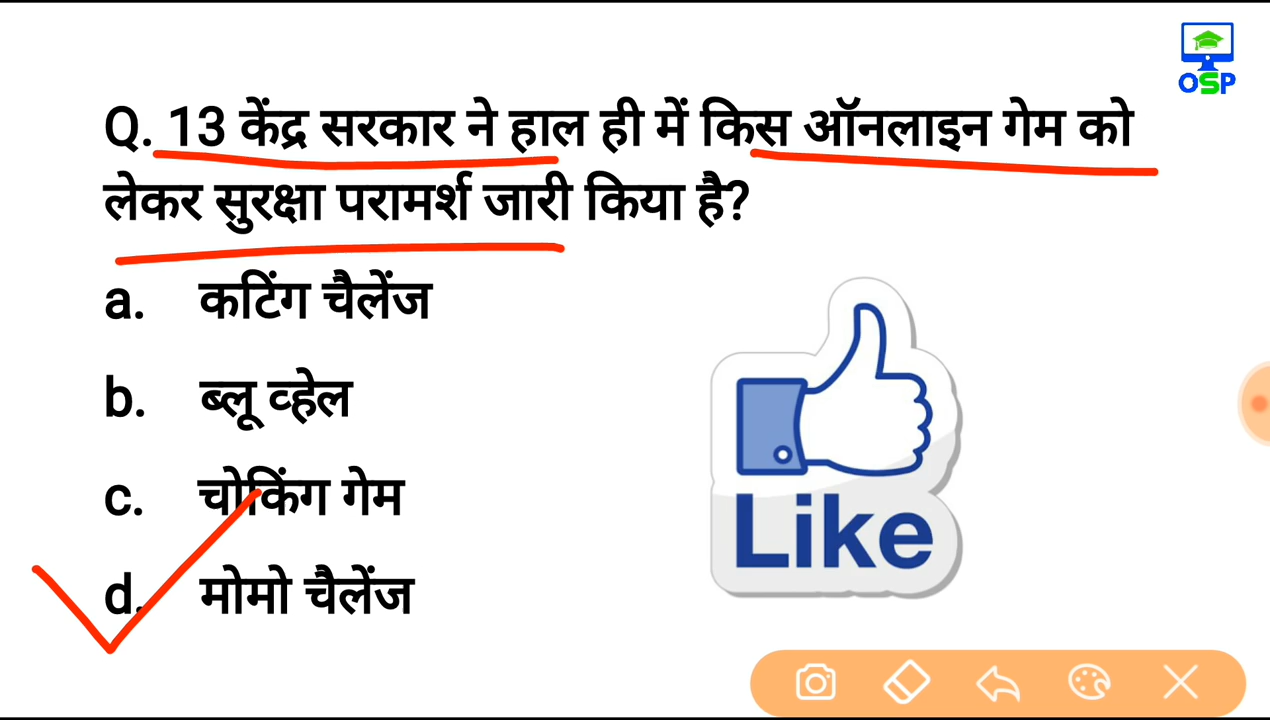 OSP
Q. 13 केंद्र सरकार ने हाल ही में किस ऑनलाइन गेम को
लेकर सुरक्षा परामर्श जारी किया है?
a. कटिंग चैलेंज
b. ब्लू व्हेल
c. चोकिंग गेम
d. मोमो चैलेंज
Like